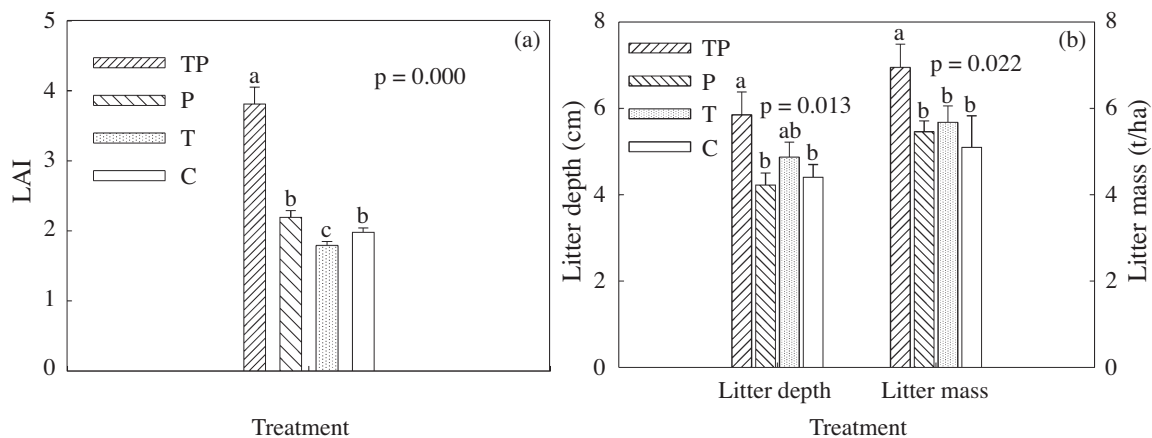 5
4
3
2
1
0
LAI
(a)
TP
P
T
C
p = 0.000
a
b
c
b
Treatment
8
6
4
2
0
Litter depth (cm)
(b)
TP
P
T
C
p = 0.013
a
b
ab
b
p = 0.022
a
b
b
b
8
6
4
2
0
Litter mass (t/ha)
Litter depth
Litter mass
Treatment